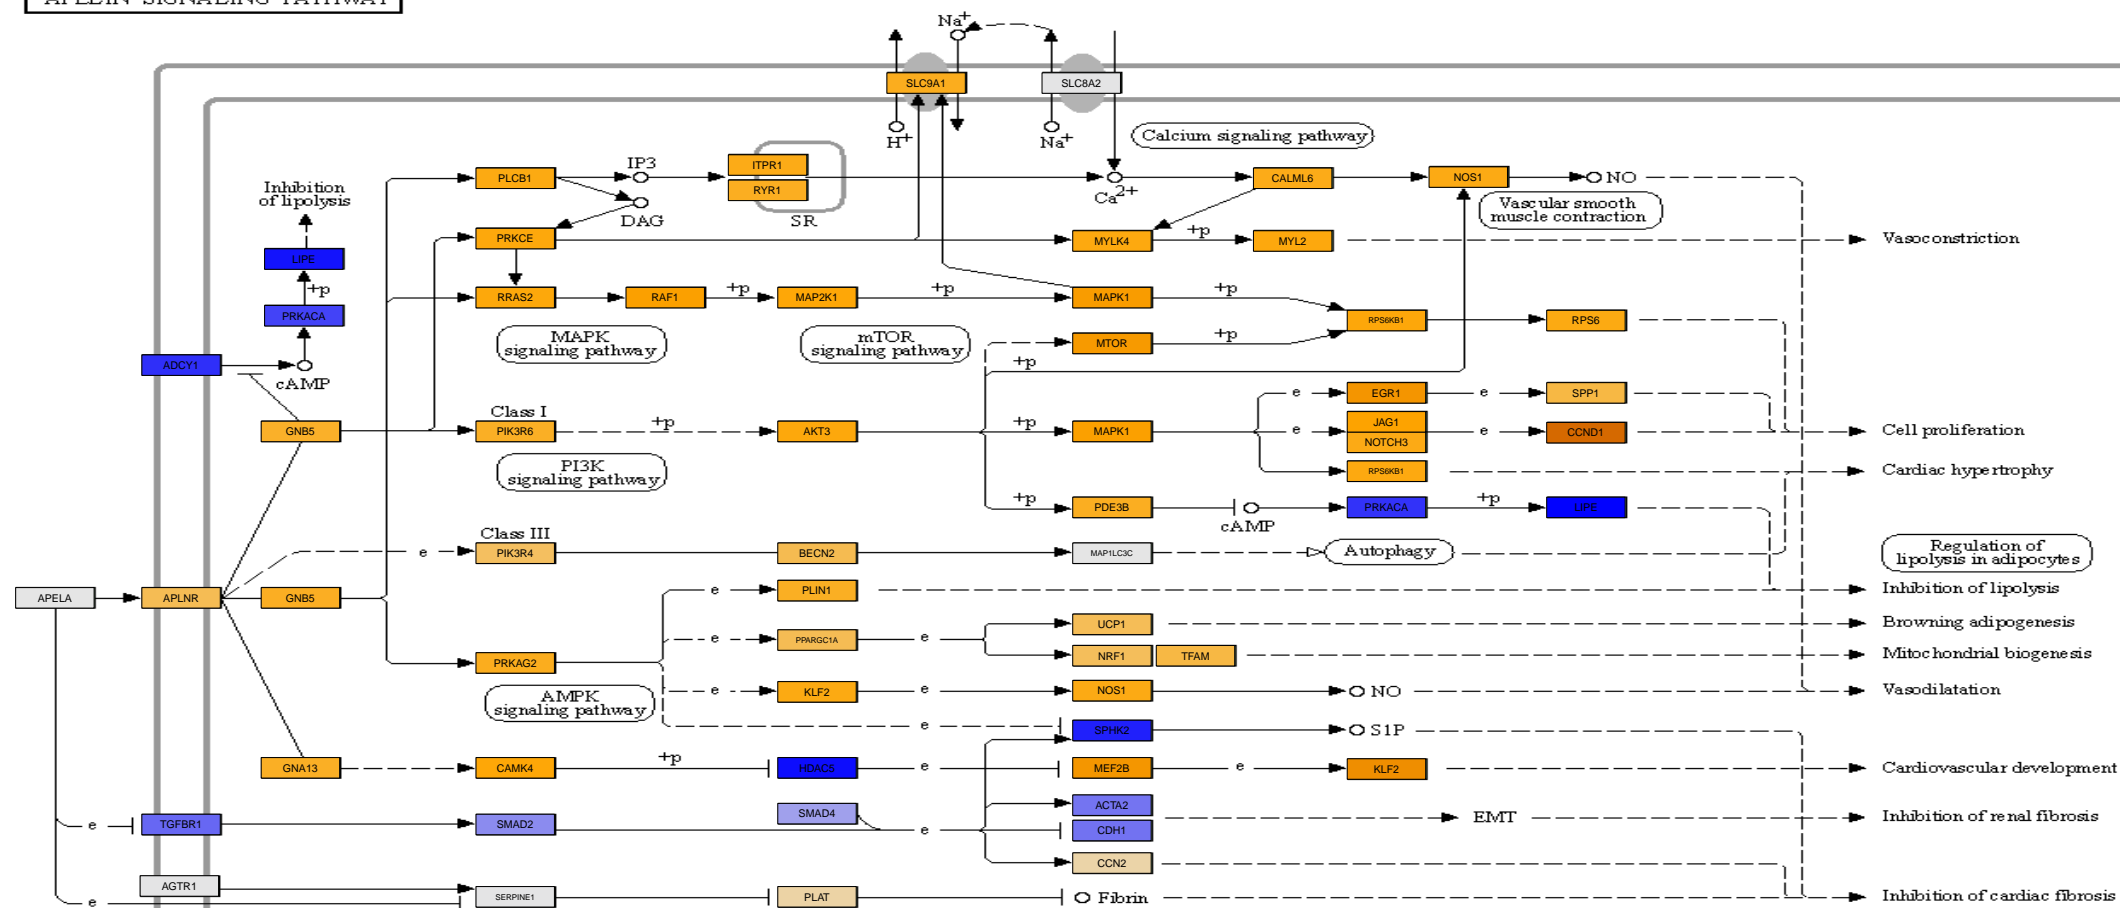 APELIN SIGNALING PATHWAY
Na+
SLC9A1
SLC8A2
H+
Na+
Calcium signaling pathway
IP3
ITPR1
PLCB1
RYR1
Ca2+
CALML6
NOS1
NO
Inhibition
of lipolysis
DAG
SR
Vascular smooth
muscle contraction
PRKCE
MYLK4
+p
MYL2
Vasoconstriction
LIPE
+p
PRKACA
RRAS2
RAF1
+p
MAP2K1
+p
MAPK1
+p
RPS6KB1
RPS6
MAPK
signaling pathway
mTOR
signaling pathway
MTOR
+p
ADCY1
cAMP
+p
EGR1
e
e
SPP1
Class I
GNB5
PIK3R6
+p
AKT3
+p
MAPK1
e
JAG1
NOTCH3
e
CCND1
Cell proliferation
PI3K
signaling pathway
RPS6KB1
Cardiac hypertrophy
+p
PDE3B
cAMP
PRKACA
+p
LIPE
Class III
e
PIK3R4
BECN2
MAP1LC3C
Autophagy
Regulation of
lipolysis in adipocytes
APELA
APLNR
GNB5
e
PLIN1
Inhibition of lipolysis
e
PPARGC1A
e
UCP1
Browning adipogenesis
NRF1
TFAM
Mitochondrial biogenesis
PRKAG2
AMPK
signaling pathway
e
KLF2
e
NOS1
NO
Vasodilatation
e
SPHK2
S1P
GNA13
CAMK4
+p
HDAC5
e
MEF2B
e
KLF2
Cardiovascular development
e
TGFBR1
SMAD2
SMAD4
e
ACTA2
CDH1
EMT
Inhibition of renal fibrosis
CCN2
AGTR1
e
SERPINE1
PLAT
Fibrin
Inhibition of cardiac fibrosis